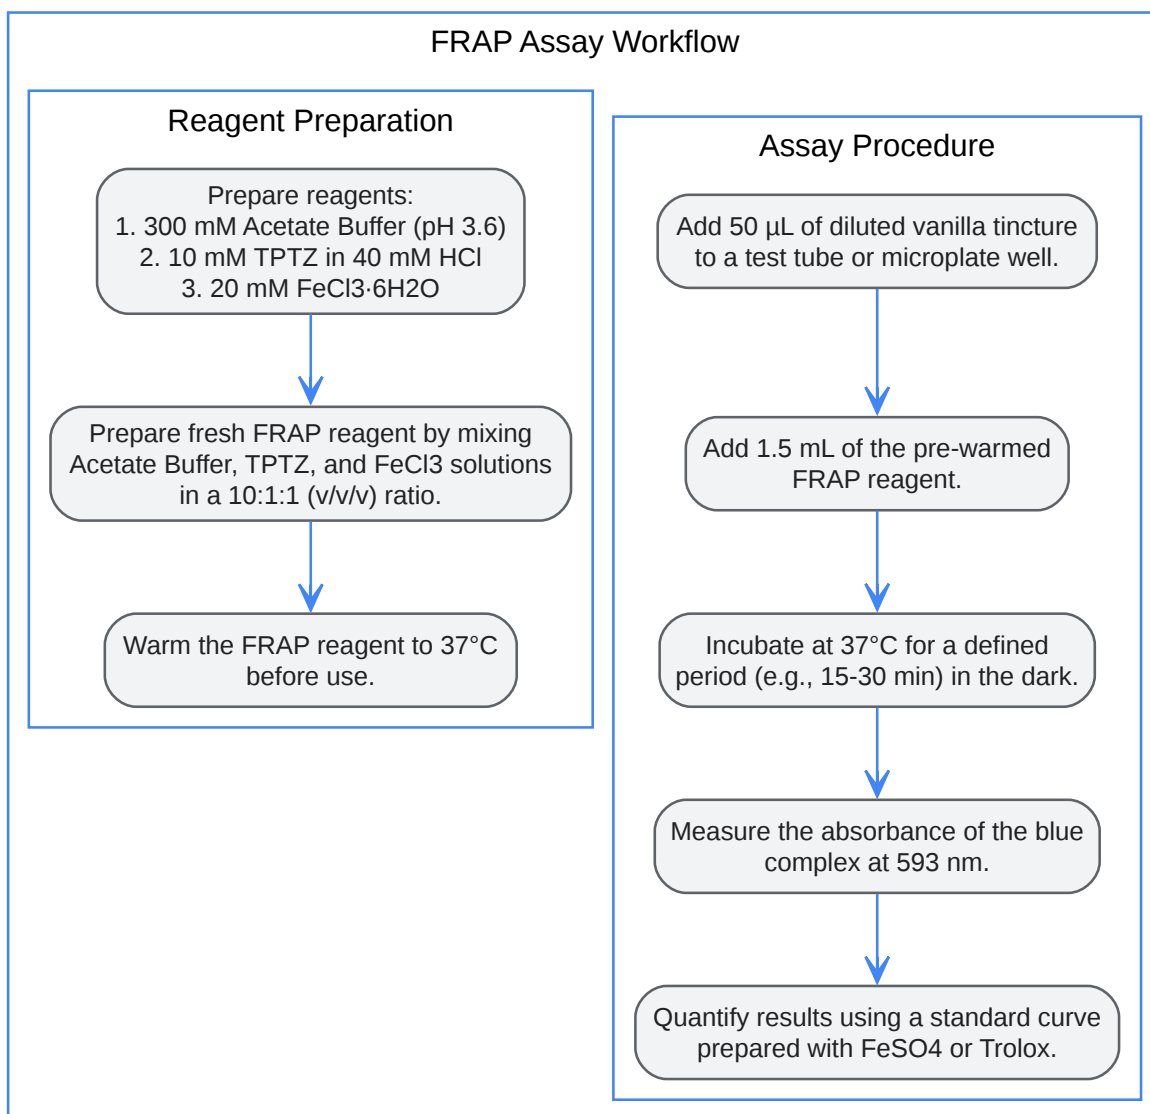 FRAP Assay Workflow
Reagent Preparation
Prepare reagents:
1. 300 mM Acetate Buffer (pH 3.6)
2. 10 mM TPTZ in 40 mM HCl
3. 20 mM FeCl3·6H2O
Prepare fresh FRAP reagent by mixing
Acetate Buffer, TPTZ, and FeCl3 solutions
in a 10:1:1 (v/v/v) ratio.
Warm the FRAP reagent to 37°C
before use.
Assay Procedure
Add 50 µL of diluted vanilla tincture
to a test tube or microplate well.
Add 1.5 mL of the pre-warmed
FRAP reagent.
Incubate at 37°C for a defined
period (e.g., 15-30 min) in the dark.
Measure the absorbance of the blue
complex at 593 nm.
Quantify results using a standard curve
prepared with FeSO4 or Trolox.